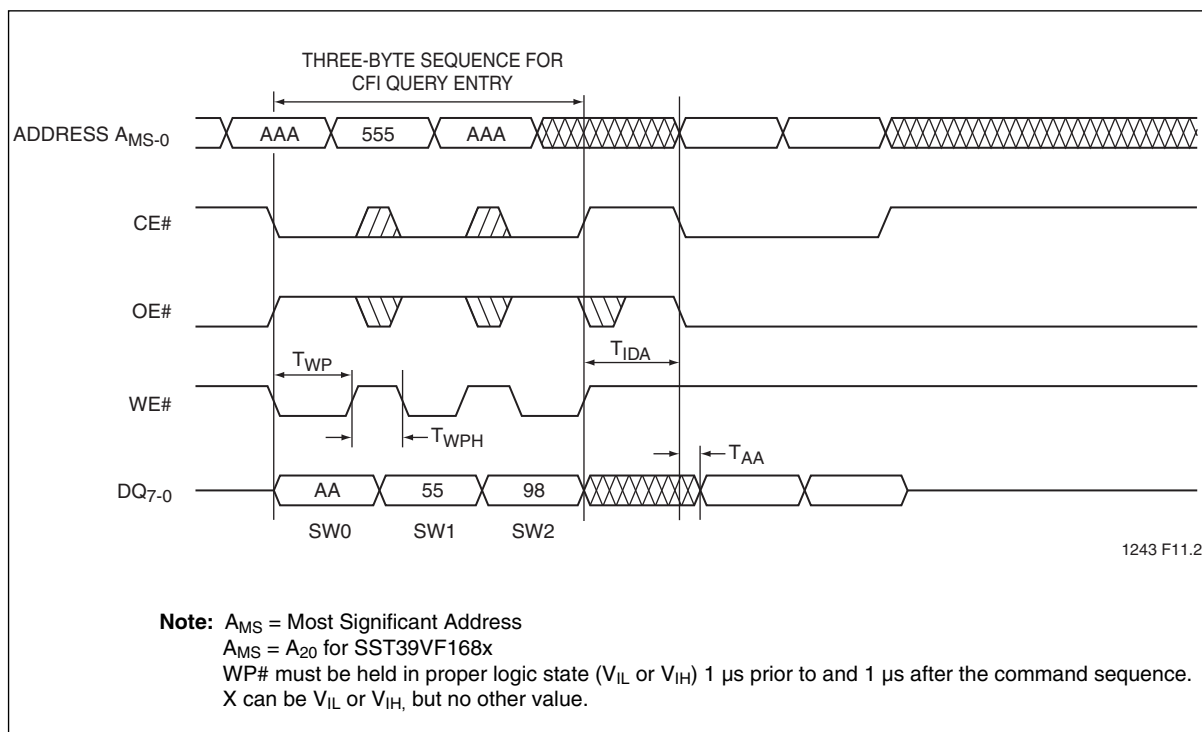 THREE-BYTE SEQUENCE FOR
CFI QUERY ENTRY
ADDRESS AMS-0
AAA
555
AAA
CE#
OE#
TWP
TIDA
WE#
TWPH
TAA
DQ7-0
AA
55
98
SW0
SW1
SW2
1243 F11.2
Note: AMS = Most Significant Address
AMS = A20 for SST39VF168x
WP# must be held in proper logic state (VIL or VIH) 1 µs prior to and 1 µs after the command sequence.
X can be VIL or VIH, but no other value.